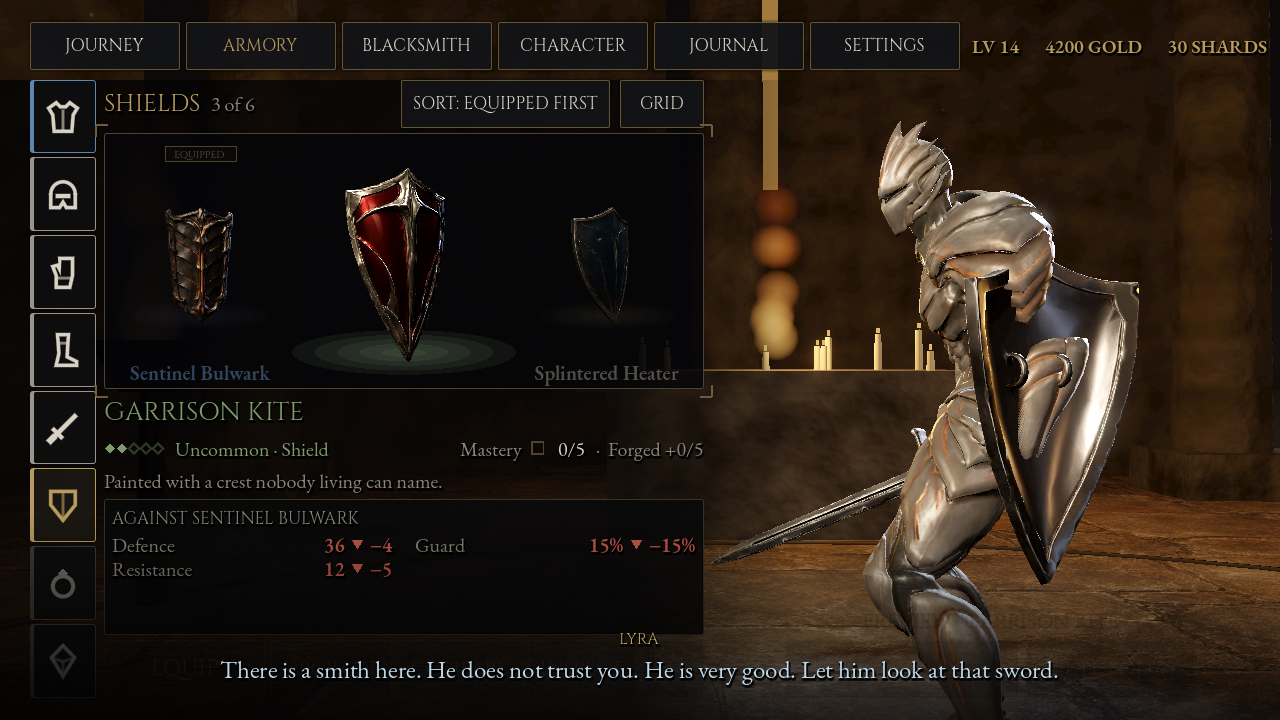 JOURNEY
ARMORY
BLACKSMITH
CHARACTER
JOURNAL
SETTINGS
LV 14
4200 GOLD
30 SHARDS
SHIELDS 3 of 6
SORT: EQUIPPED FIRST
GRID
EQUIPPED
Sentinel Bulwark
Splintered Heater
GARRISON KITE
Uncommon · Shield
Mastery 0/5 · Forged +0/5
Painted with a crest nobody living can name.
AGAINST SENTINEL BULWARK
Defence 36 ▼ −4 Guard 15% ▼ −15%
Resistance 12 ▼ −5
LYRA
There is a smith here. He does not trust you. He is very good. Let him look at that sword.